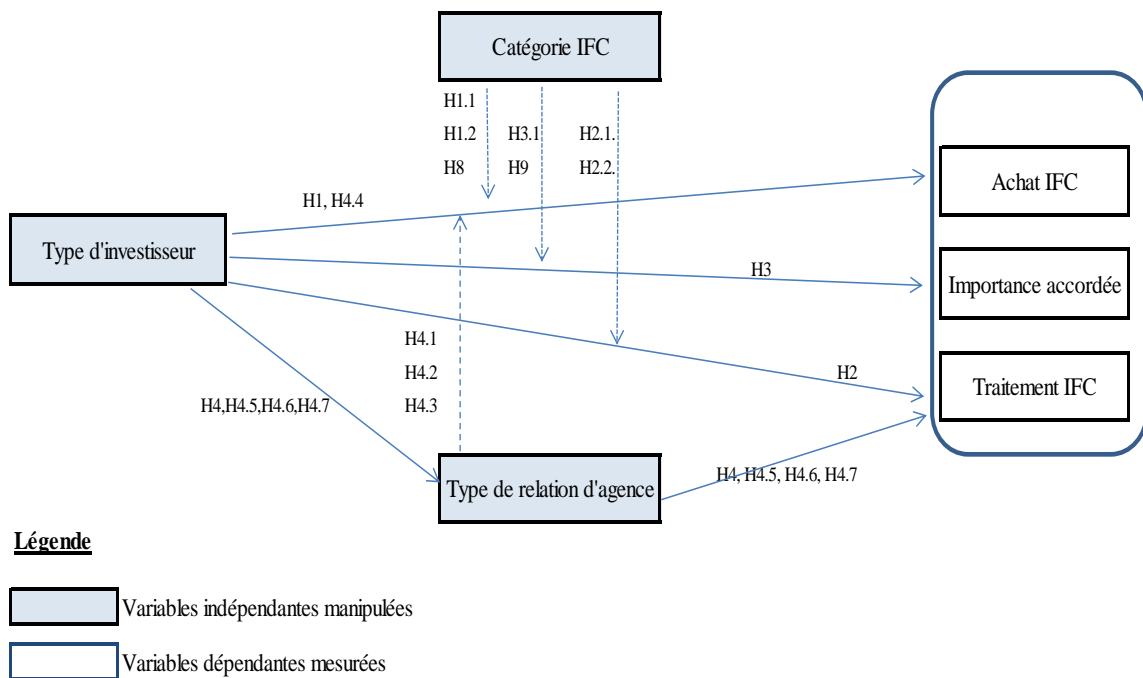 Catégorie IFC
H1.1
H1.2
H8
H3.1
H9
H2.1.
H2.2.
Achat IFC
H1, H4.4
Type d'investisseur
H3
Importance accordée
H4.1
H4.2
H4.3
H2
Traitement IFC
H4,H4.5,H4.6,H4.7
Type de relation d'agence
H4, H4.5, H4.6, H4.7
Légende
Variables indépendantes manipulées
Variables dépendantes mesurées